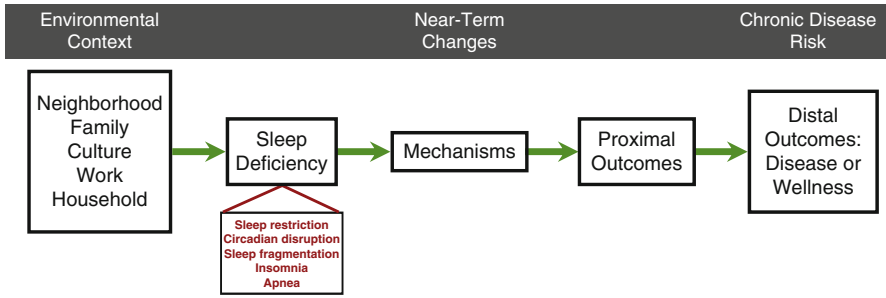 Environmental
Context
Near-Term
Changes
Chronic Disease
Risk
Neighborhood
Family
Culture
Work
Household
Sleep
Deficiency
Mechanisms
Proximal
Outcomes
Distal
Outcomes:
Disease or
Wellness
Sleep restriction
Circadian disruption
Sleep fragmentation
Insomnia
Apnea